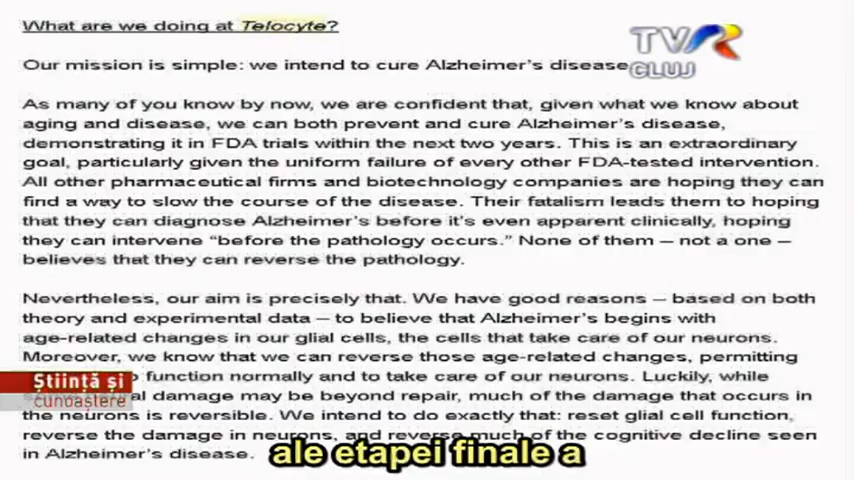 What are we doing at Telocyte?
TVR
CLUJ
Our mission is simple: we intend to cure Alzheimer's disease
As many of you know by now, we are confident that, given what we know about
aging and disease, we can both prevent and cure Alzheimer's disease,
demonstrating it in FDA trials within the next two years. This is an extraordinary
goal, particularly given the uniform failure of every other FDA-tested intervention.
All other pharmaceutical firms and biotechnology companies are hoping they can
find a way to slow the course of the disease. Their fatalism leads them to hoping
that they can diagnose Alzheimer's before it's even apparent clinically, hoping
they can intervene "before the pathology occurs." None of them – not a one –
believes that they can reverse the pathology.
Nevertheless, our aim is precisely that. We have good reasons – based on both
theory and experimental data – to believe that Alzheimer's begins with
age-related changes in our glial cells, the cells that take care of our neurons.
Moreover, we know that we can reverse those age-related changes, permitting
function normally and to take care of our neurons. Luckily, while
damage may be beyond repair, much of the damage that occurs in
the neurons is reversible. We intend to do exactly that: reset glial cell function,
reverse the damage in neurons, and reverse much of the cognitive decline seen
in Alzheimer's disease.
Știință și
cunoaștere
ale etapei finale a